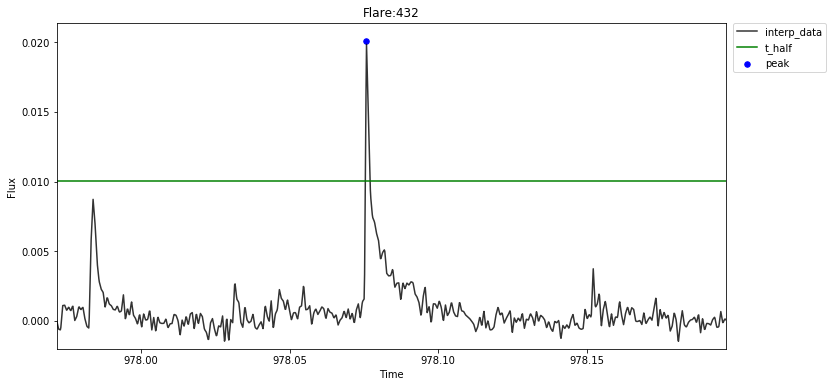 Flare:432
interp_data
t_half
peak
0.020
0.015
0.010
0.005
0.000
Flux
978.00
978.05
978.10
978.15
Time